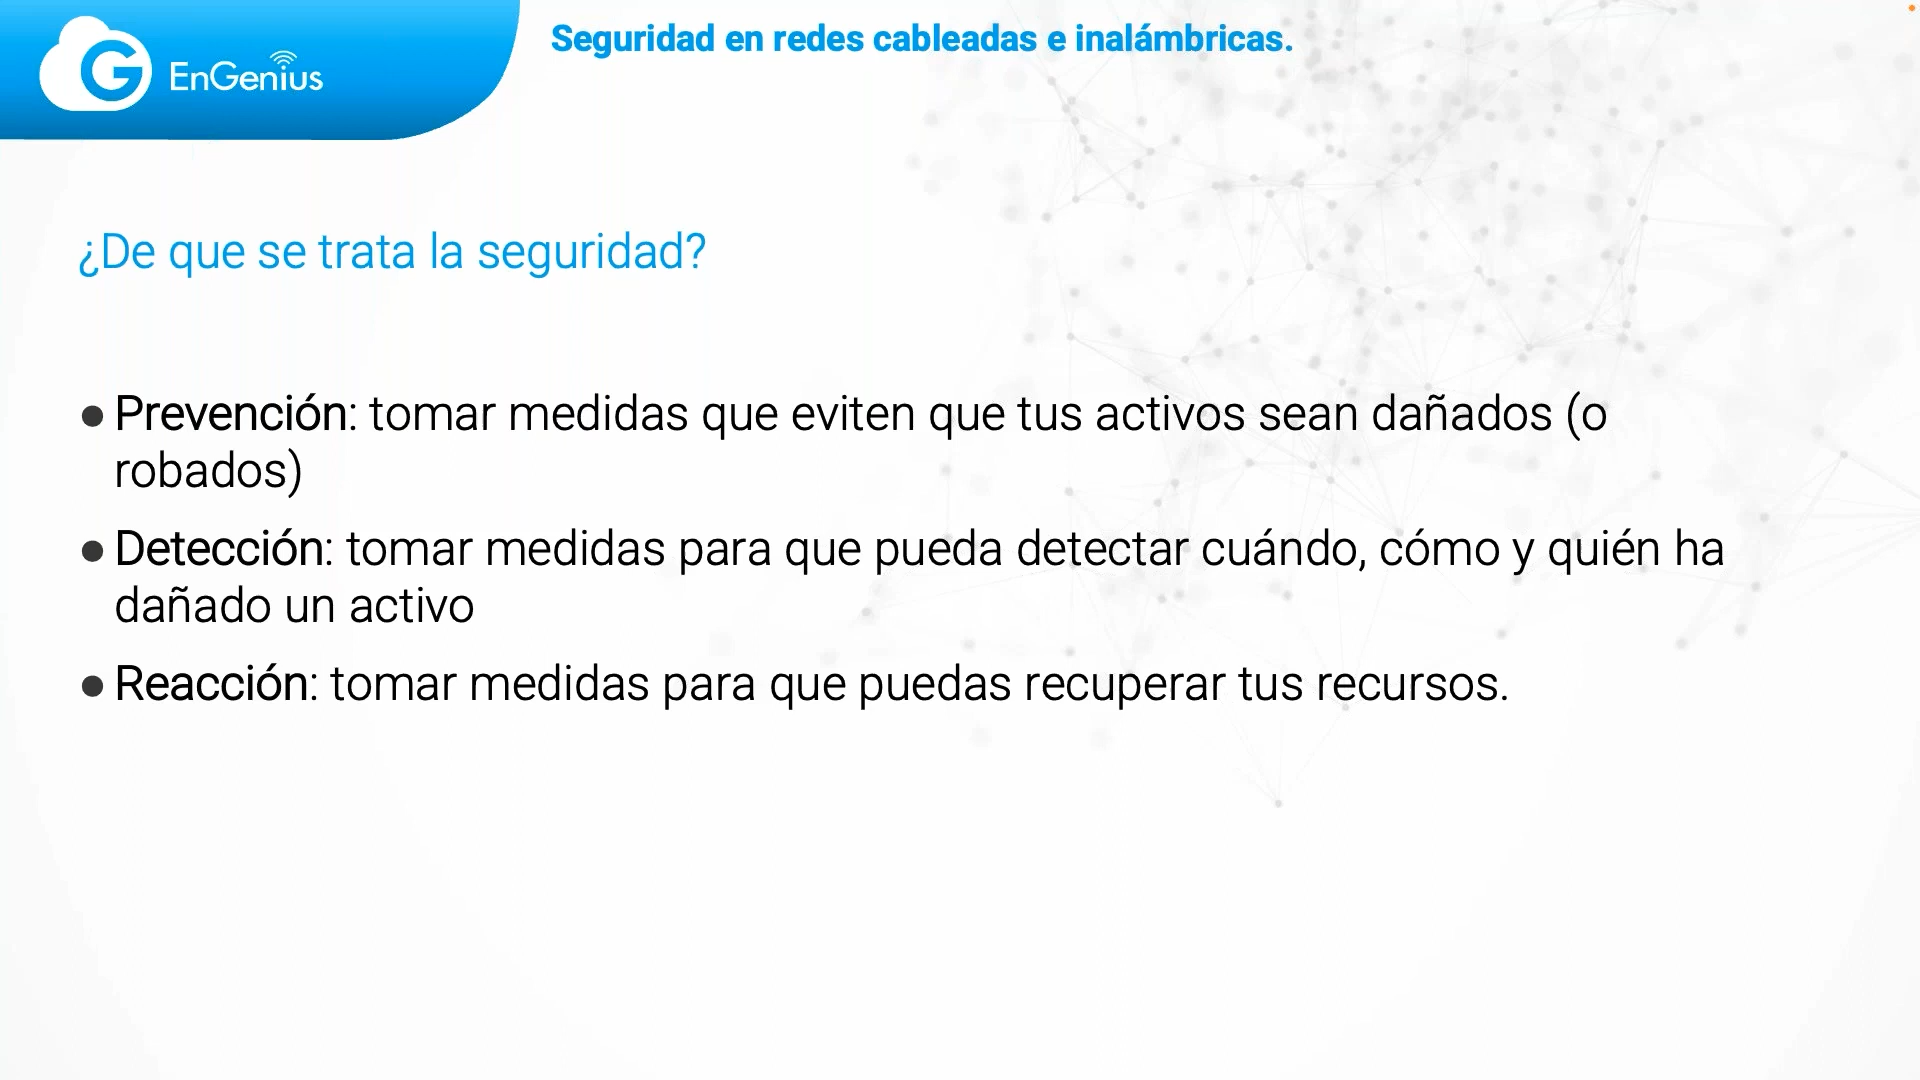 EnGenius
Seguridad en redes cableadas e inalámbricas.
¿De que se trata la seguridad?
● Prevención: tomar medidas que eviten que tus activos sean dañados (o
robados)
● Detección: tomar medidas para que pueda detectar cuándo, cómo y quién ha
dañado un activo
● Reacción: tomar medidas para que puedas recuperar tus recursos.